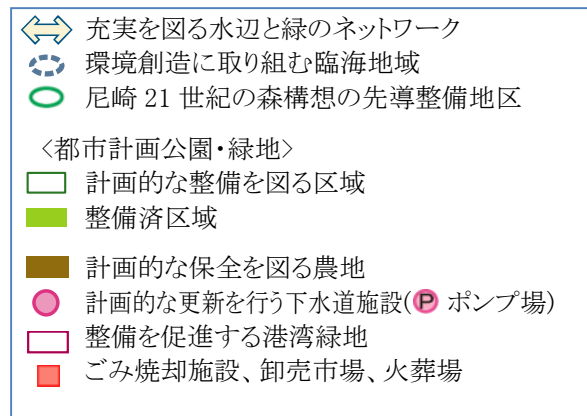 充実を図る水辺と緑のネットワーク
環境創造に取り組む臨海地域
尼崎 21 世紀の森構想の先導整備地区
〈都市計画公園・緑地〉
計画的な整備を図る区域
整備済区域
計画的な保全を図る農地
計画的な更新を行う下水道施設(P ポンプ場)
整備を促進する港湾緑地
ごみ焼却施設、卸売市場、火葬場